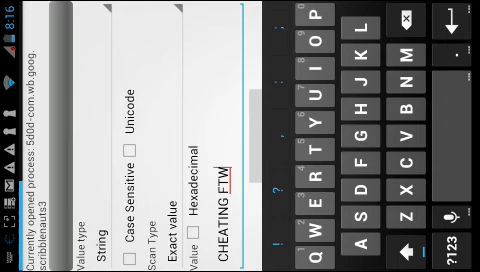 8:16
Currently opened process: 5d0d-com.wb.goog.
scribblenauts3
Value type
String
Case Sensitive
Unicode
Scan Type
Exact value
Value
Hexadecimal
CHEATING FTW
! ? , : ;
Q W E R T Y U I O P
A S D F G H J K L
Z X C V B N M
?123 .